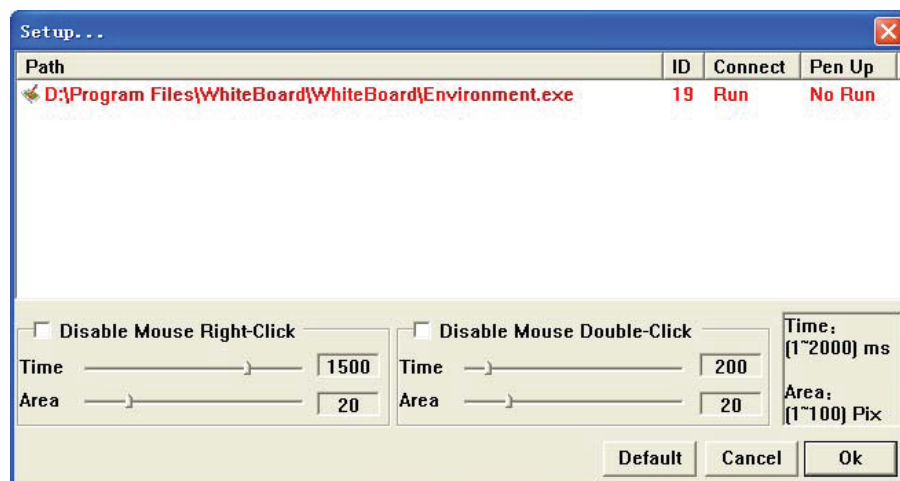 Setup...
Path ID Connect Pen Up
D:\Program Files\WhiteBoard\WhiteBoard\Environment.exe 19 Run No Run
Disable Mouse Right-Click Disable Mouse Double-Click Time:
Time 1500 Time 200 (1~2000) ms
Area 20 Area 20 Area:
(1~100) Pix
Default Cancel Ok